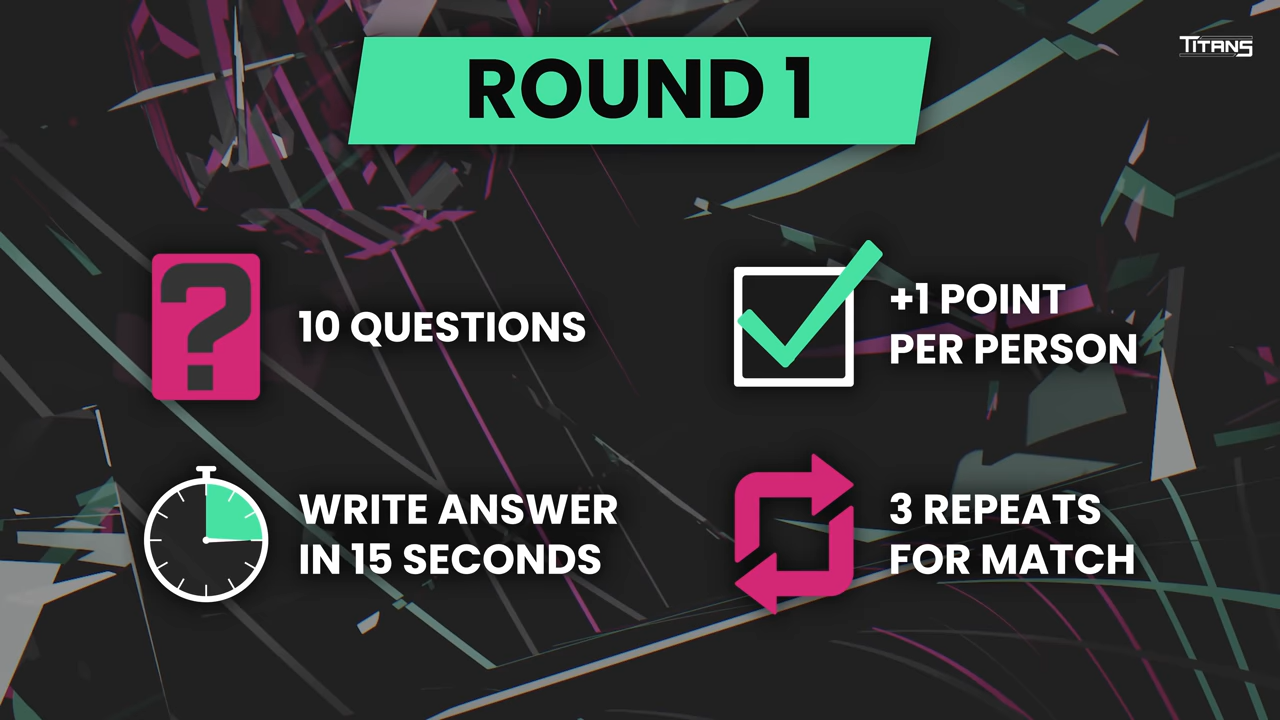 ROUND 1
TITANS
10 QUESTIONS
+1 POINT
PER PERSON
WRITE ANSWER
IN 15 SECONDS
3 REPEATS
FOR MATCH